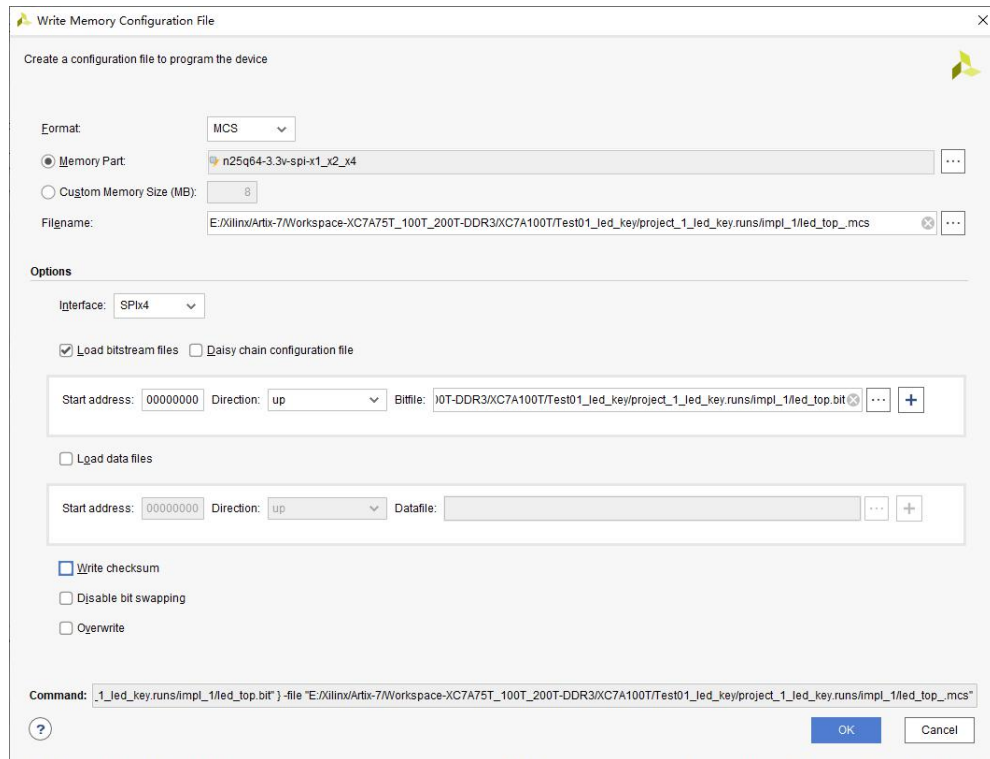 Write Memory Configuration File
Create a configuration file to program the device
Format: MCS
Memory Part: n25q64-3.3v-spi-x1_x2_x4 ...
Custom Memory Size (MB): 8
Filename: E:/Xilinx/Artix-7/Workspace-XC7A75T_100T_200T-DDR3/XC7A100T/Test01_led_key/project_1_led_key.runs/impl_1/led_top_.mcs ...
Options
Interface: SPIx4
Load bitstream files Daisy chain configuration file
Start address: 00000000 Direction: up Bitfile: )0T-DDR3/XC7A100T/Test01_led_key/project_1_led_key.runs/impl_1/led_top.bit ... +
Load data files
Start address: 00000000 Direction: up Datafile: ... +
Write checksum
Disable bit swapping
Overwrite
Command: _1_led_key.runs/impl_1/led_top.bit" } -file "E:/Xilinx/Artix-7/Workspace-XC7A75T_100T_200T-DDR3/XC7A100T/Test01_led_key/project_1_led_key.runs/impl_1/led_top_.mcs"
? OK Cancel